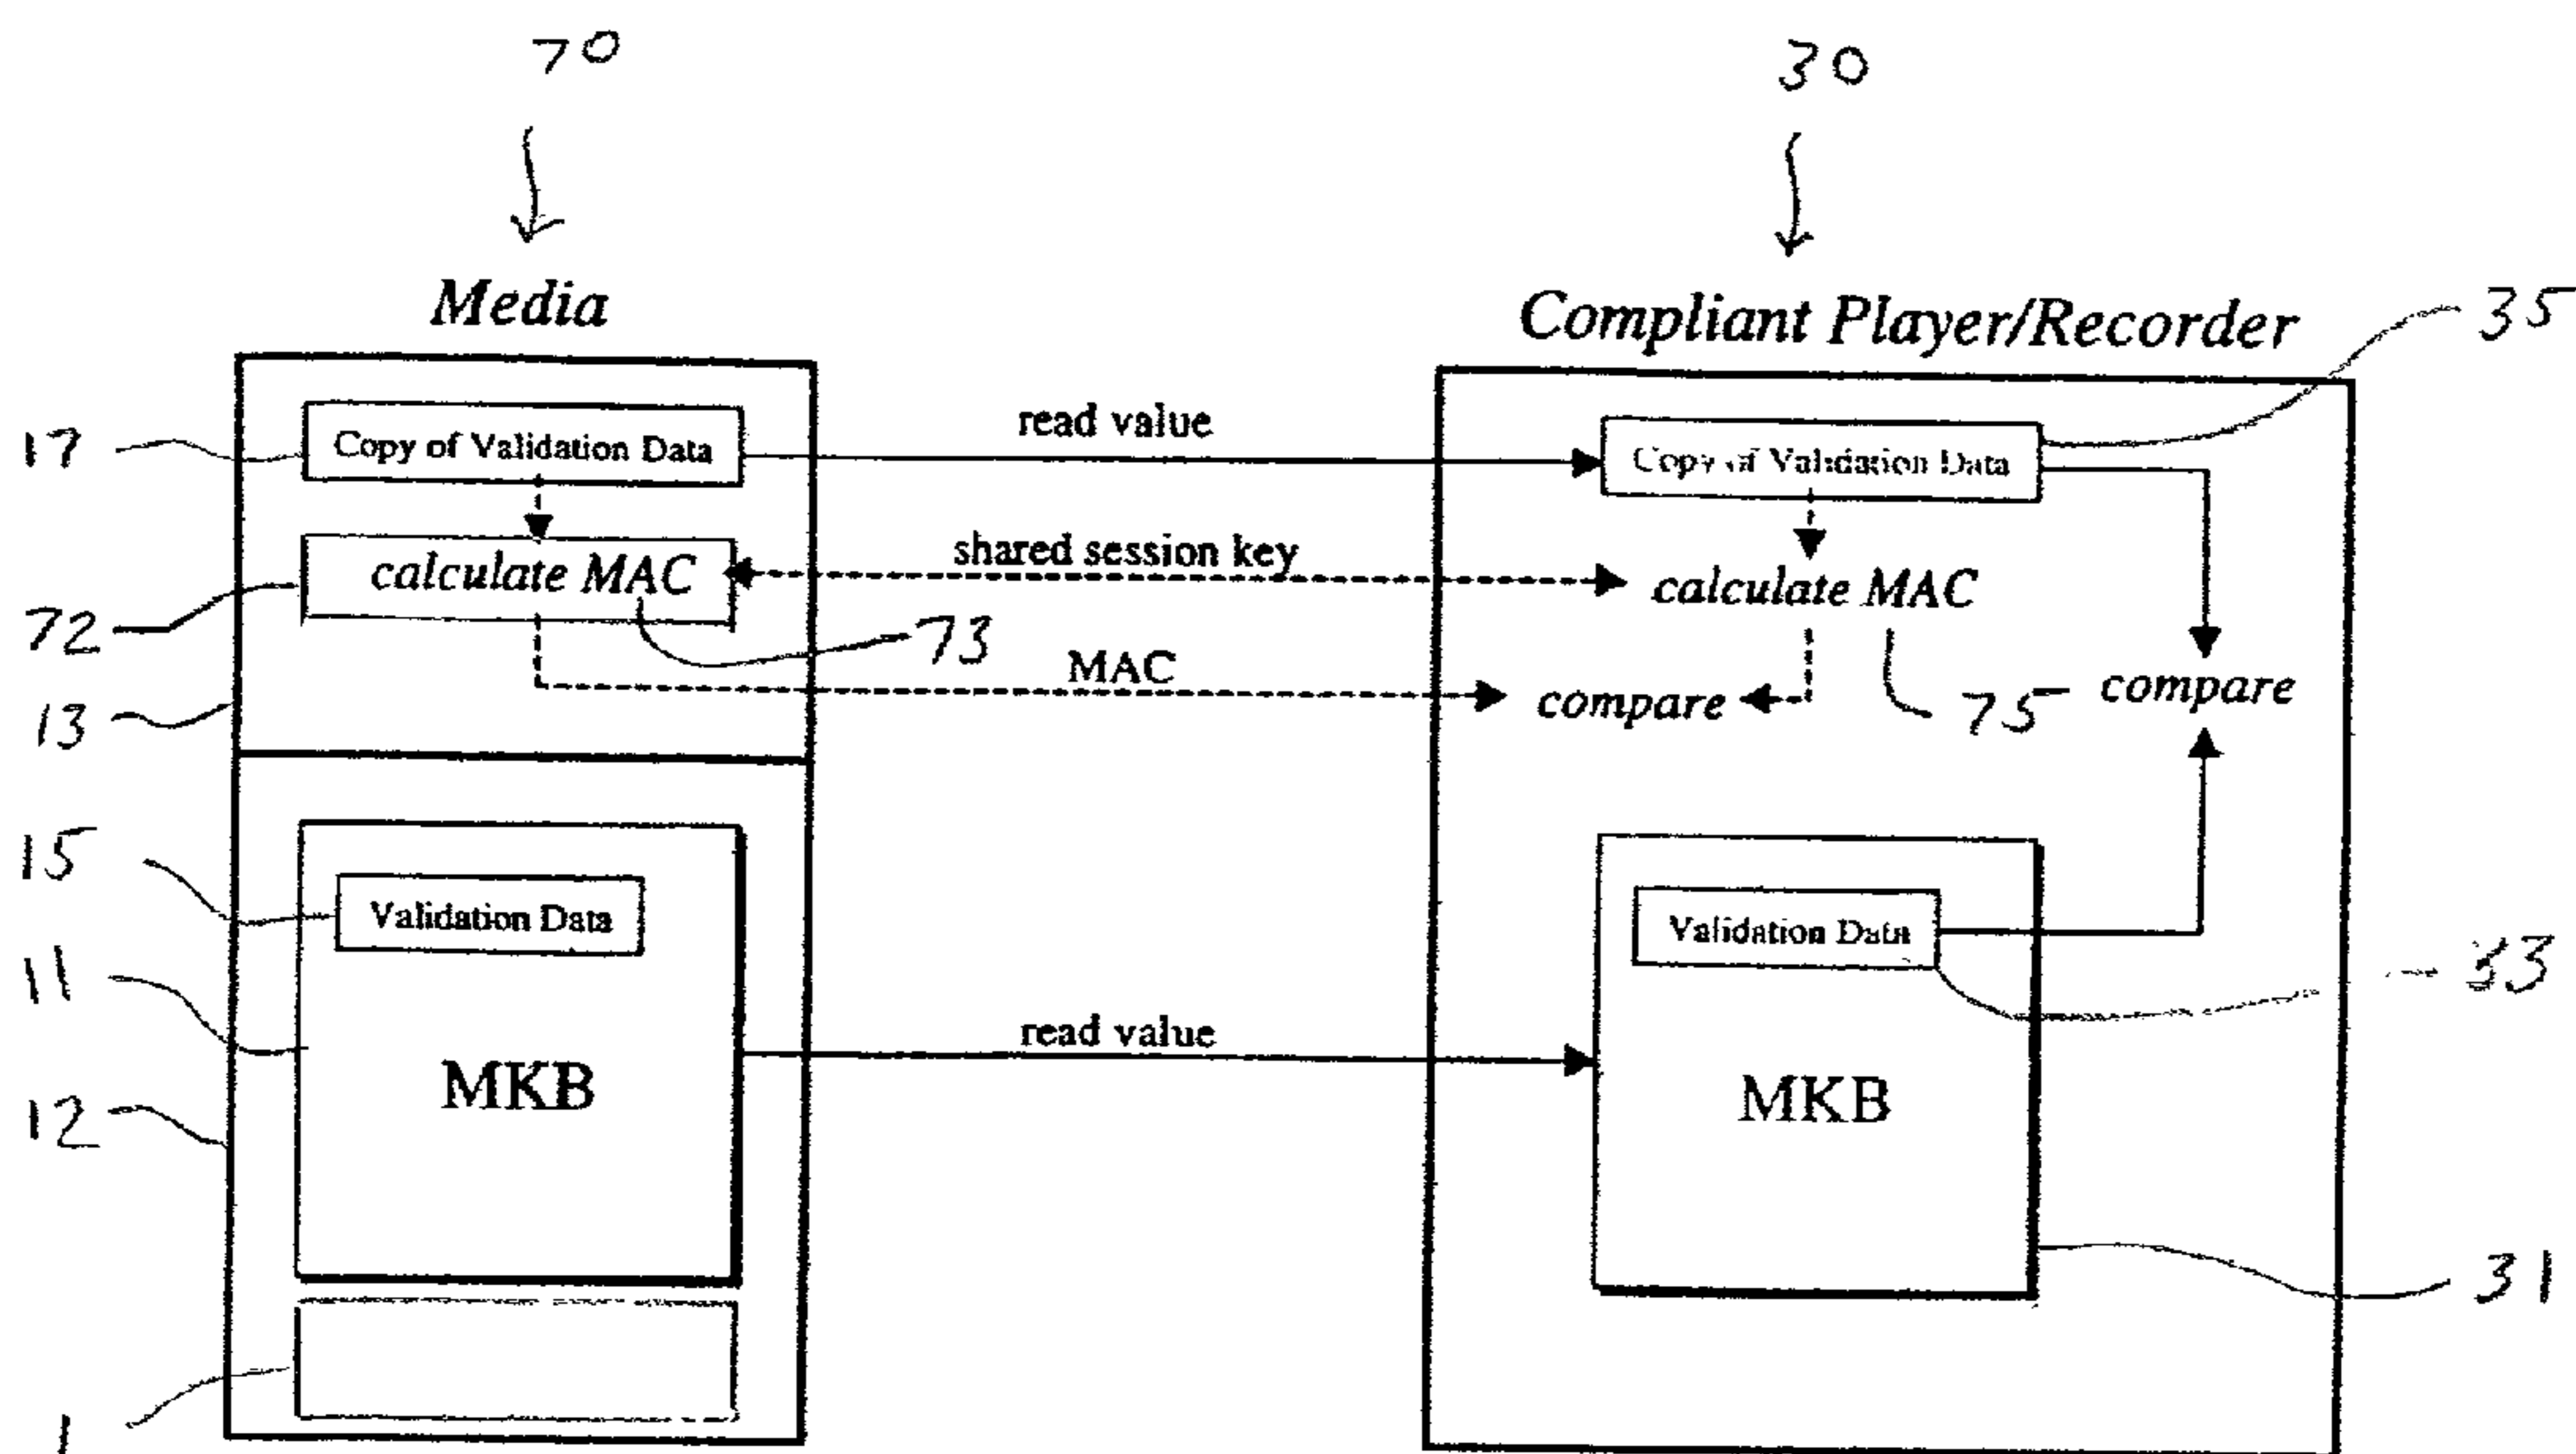 70
30
Media
Compliant Player/Recorder
35
17
Copy of Validation Data
read value
Copy of Validation Data
72
calculate MAC
shared session key
calculate MAC
73
MAC
compare
75
compare
13
15
Validation Data
Validation Data
33
11
MKB
read value
MKB
12
31
1